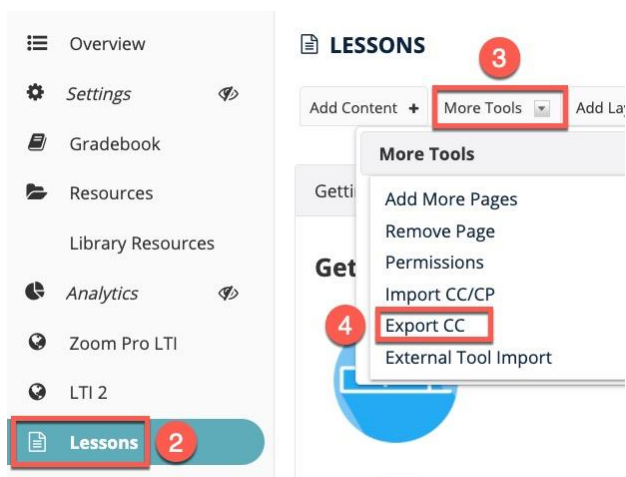 Overview
Settings
Gradebook
Resources
Library Resources
Analytics
Zoom Pro LTI
LTI 2
Lessons 2
LESSONS
3
Add Content + More Tools Add La
More Tools
Getti
Add More Pages
Remove Page
Get Permissions
Import CC/CP
4 Export CC
External Tool Import